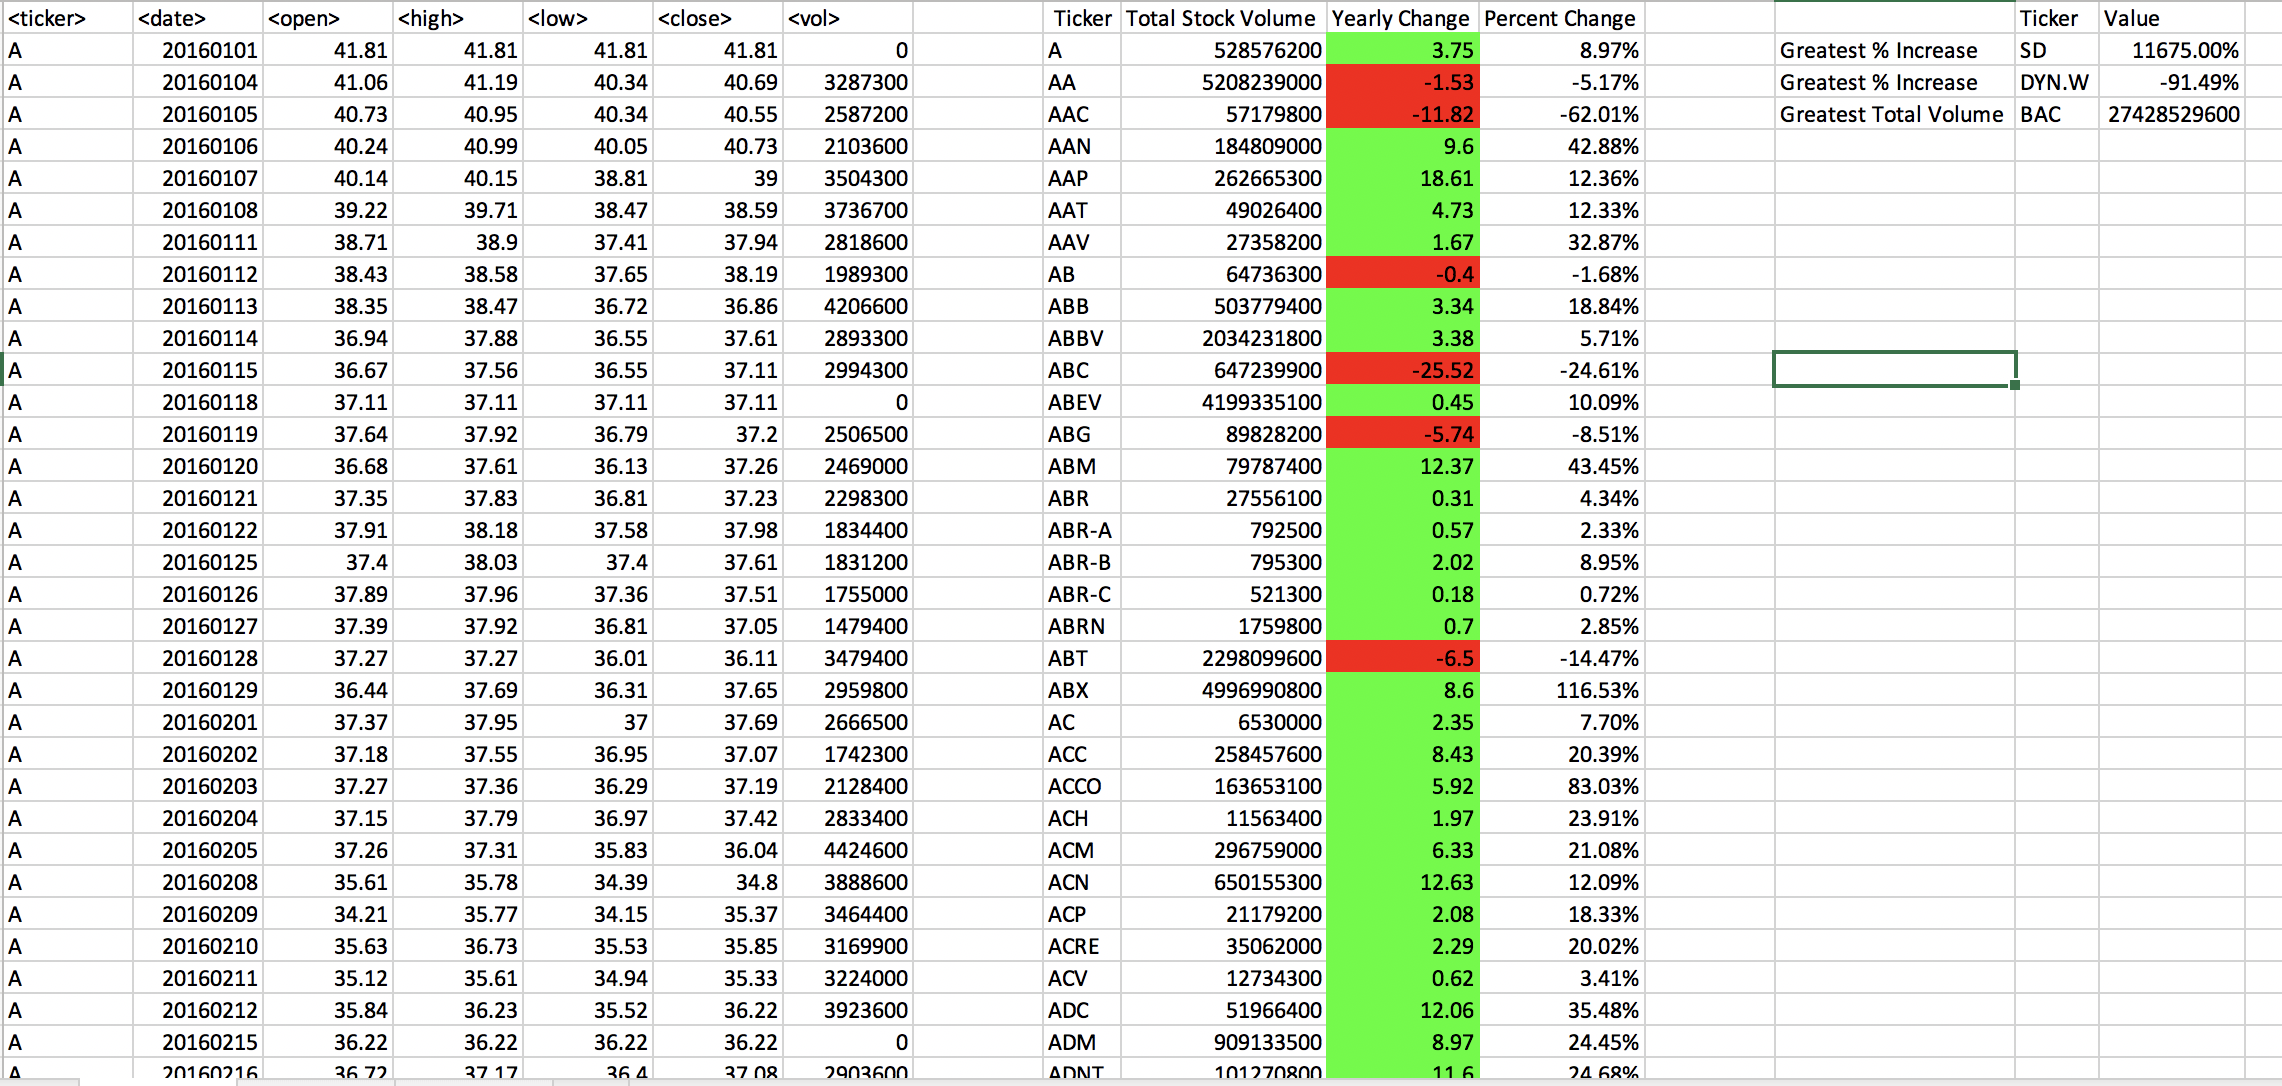 <ticker> <date> <open> <high> <low> <close> <vol> Ticker Total Stock Volume Yearly Change Percent Change Ticker Value
A 20160101 41.81 41.81 41.81 41.81 0 A 528576200 3.75 8.97% Greatest % Increase SD 11675.00%
A 20160104 41.06 41.19 40.34 40.69 3287300 AA 5208239000 -1.53 -5.17% Greatest % Increase DYN.W -91.49%
A 20160105 40.73 40.95 40.34 40.55 2587200 AAC 57179800 -11.82 -62.01% Greatest Total Volume BAC 27428529600
A 20160106 40.24 40.99 40.05 40.73 2103600 AAN 184809000 9.6 42.88%
A 20160107 40.14 40.15 38.81 39 3504300 AAP 262665300 18.61 12.36%
A 20160108 39.22 39.71 38.47 38.59 3736700 AAT 49026400 4.73 12.33%
A 20160111 38.71 38.9 37.41 37.94 2818600 AAV 27358200 1.67 32.87%
A 20160112 38.43 38.58 37.65 38.19 1989300 AB 64736300 -0.4 -1.68%
A 20160113 38.35 38.47 36.72 36.86 4206600 ABB 503779400 3.34 18.84%
A 20160114 36.94 37.88 36.55 37.61 2893300 ABBV 2034231800 3.38 5.71%
A 20160115 36.67 37.56 36.55 37.11 2994300 ABC 647239900 -25.52 -24.61%
A 20160118 37.11 37.11 37.11 37.11 0 ABEV 4199335100 0.45 10.09%
A 20160119 37.64 37.92 36.79 37.2 2506500 ABG 89828200 -5.74 -8.51%
A 20160120 36.68 37.61 36.13 37.26 2469000 ABM 79787400 12.37 43.45%
A 20160121 37.35 37.83 36.81 37.23 2298300 ABR 27556100 0.31 4.34%
A 20160122 37.91 38.18 37.58 37.98 1834400 ABR-A 792500 0.57 2.33%
A 20160125 37.4 38.03 37.4 37.61 1831200 ABR-B 795300 2.02 8.95%
A 20160126 37.89 37.96 37.36 37.51 1755000 ABR-C 521300 0.18 0.72%
A 20160127 37.39 37.92 36.81 37.05 1479400 ABRN 1759800 0.7 2.85%
A 20160128 37.27 37.27 36.01 36.11 3479400 ABT 2298099600 -6.5 -14.47%
A 20160129 36.44 37.69 36.31 37.65 2959800 ABX 4996990800 8.6 116.53%
A 20160201 37.37 37.95 37 37.69 2666500 AC 6530000 2.35 7.70%
A 20160202 37.18 37.55 36.95 37.07 1742300 ACC 258457600 8.43 20.39%
A 20160203 37.27 37.36 36.29 37.19 2128400 ACCO 163653100 5.92 83.03%
A 20160204 37.15 37.79 36.97 37.42 2833400 ACH 11563400 1.97 23.91%
A 20160205 37.26 37.31 35.83 36.04 4424600 ACM 296759000 6.33 21.08%
A 20160208 35.61 35.78 34.39 34.8 3888600 ACN 650155300 12.63 12.09%
A 20160209 34.21 35.77 34.15 35.37 3464400 ACP 21179200 2.08 18.33%
A 20160210 35.63 36.73 35.53 35.85 3169900 ACRE 35062000 2.29 20.02%
A 20160211 35.12 35.61 34.94 35.33 3224000 ACV 12734300 0.62 3.41%
A 20160212 35.84 36.23 35.52 36.22 3923600 ADC 51966400 12.06 35.48%
A 20160215 36.22 36.22 36.22 36.22 0 ADM 909133500 8.97 24.45%
A 20160216 36.72 37.17 36.4 37.08 2903600 ADNT 101270800 11.6 24.68%